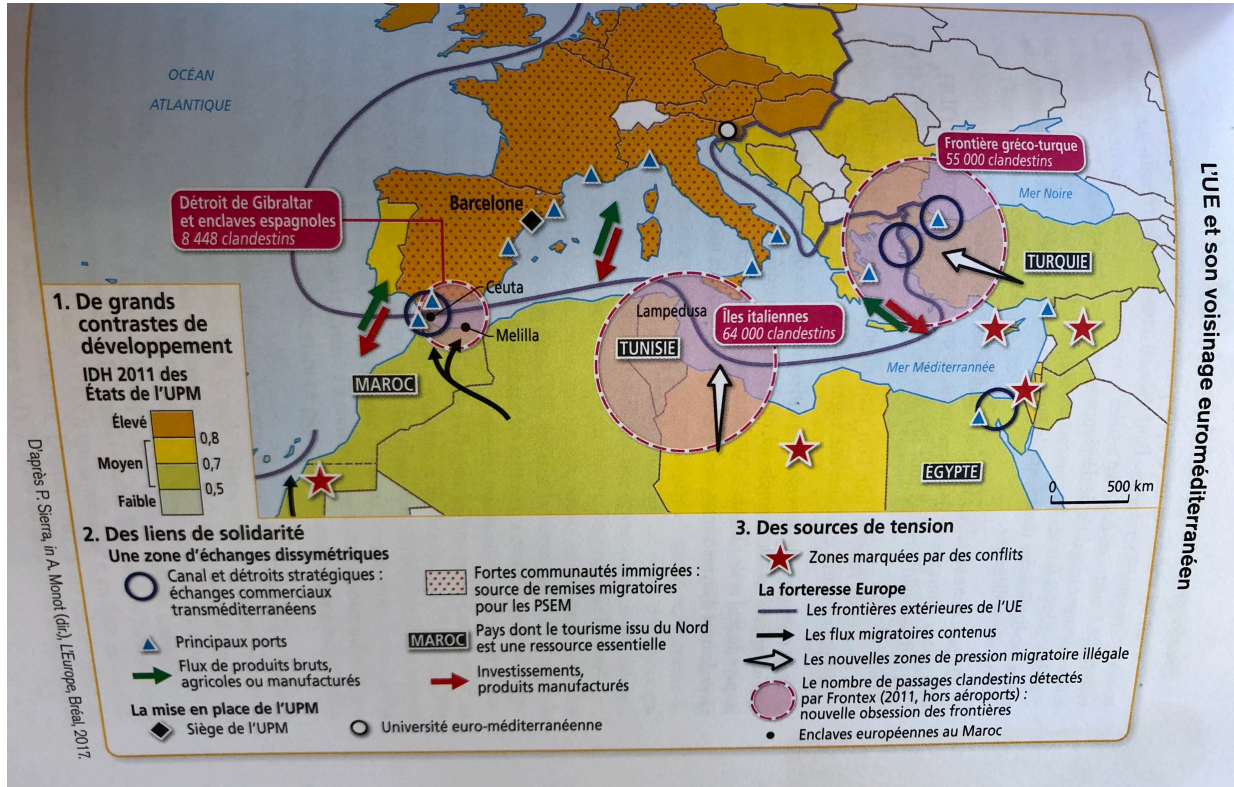 L'UE et son voisinage euroméditerranéen
OCÉAN
ATLANTIQUE
Frontière gréco-turque
55 000 clandestins
Mer Noire
Détroit de Gibraltar
et enclaves espagnoles
8 448 clandestins
Barcelone
TURQUIE
Ceuta
Lampedusa
Îles italiennes
64 000 clandestins
Melilla
TUNISIE
Mer Méditerrannée
MAROC
EGYPTE
0 500 km
1. De grands
contrastes de
développement
IDH 2011 des
États de l'UPM
Élevé
0,8
Moyen
0,7
0,5
Faible
2. Des liens de solidarité
Une zone d'échanges dissymétriques
Canal et détroits stratégiques :
échanges commerciaux
transméditerranéens
Principaux ports
Flux de produits bruts,
agricoles ou manufacturés
La mise en place de l'UPM
Siège de l'UPM
Fortes communautés immigrées :
source de remises migratoires
pour les PSEM
MAROC
Pays dont le tourisme issu du Nord
est une ressource essentielle
Investissements,
produits manufacturés
Université euro-méditerranéenne
3. Des sources de tension
Zones marquées par des conflits
La forteresse Europe
Les frontières extérieures de l'UE
Les flux migratoires contenus
Les nouvelles zones de pression migratoire illégale
Le nombre de passages clandestins détectés
par Frontex (2011, hors aéroports) :
nouvelle obsession des frontières
Enclaves européennes au Maroc
D'après P. Sierra, in A. Monot (dir.), L'Europe, Bréal, 2017.